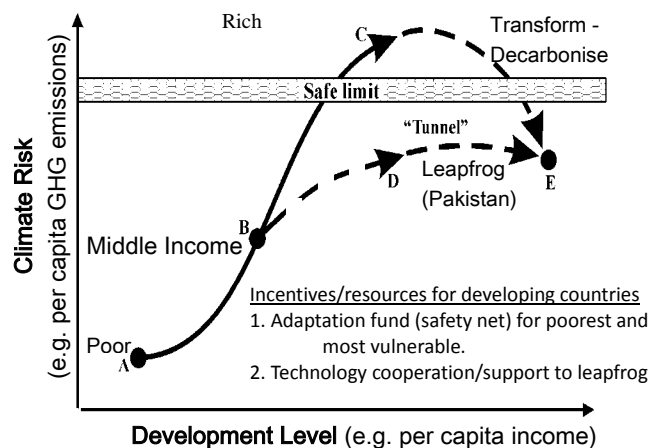 Rich
C
Transform -
Decarbonise
Safe limit
“Tunnel”
Leapfrog
(Pakistan)
D
E
B
Middle Income
Poor
A
Incentives/resources for developing countries
1. Adaptation fund (safety net) for poorest and
most vulnerable.
2. Technology cooperation/support to leapfrog
Climate Risk
(e.g. per capita GHG emissions)
Development Level (e.g. per capita income)